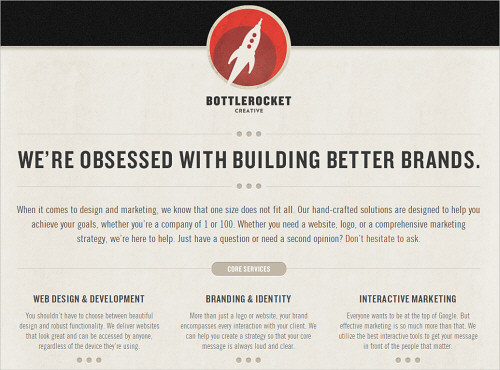 BOTTLEROCKET
CREATIVE
WE'RE OBSESSED WITH BUILDING BETTER BRANDS.
When it comes to design and marketing, we know that one size does not fit all. Our hand-crafted solutions are designed to help you
achieve your goals, whether you're a company of 1 or 100. Whether you need a website, logo, or a comprehensive marketing
strategy, we're here to help. Just have a question or need a second opinion? Don't hesitate to ask.
CORE SERVICES
WEB DESIGN & DEVELOPMENT
You shouldn't have to choose between beautiful
design and robust functionality. We deliver websites
that look great and can be accessed by anyone,
regardless of the device they're using.
BRANDING & IDENTITY
More than just a logo or website, your brand
encompasses every interaction with your client. We
can help you create a strategy so that your core
message is always loud and clear.
INTERACTIVE MARKETING
Everyone wants to be at the top of Google. But
effective marketing is so much more than that. We
utilize the best interactive tools to get your message
in front of the people that matter.